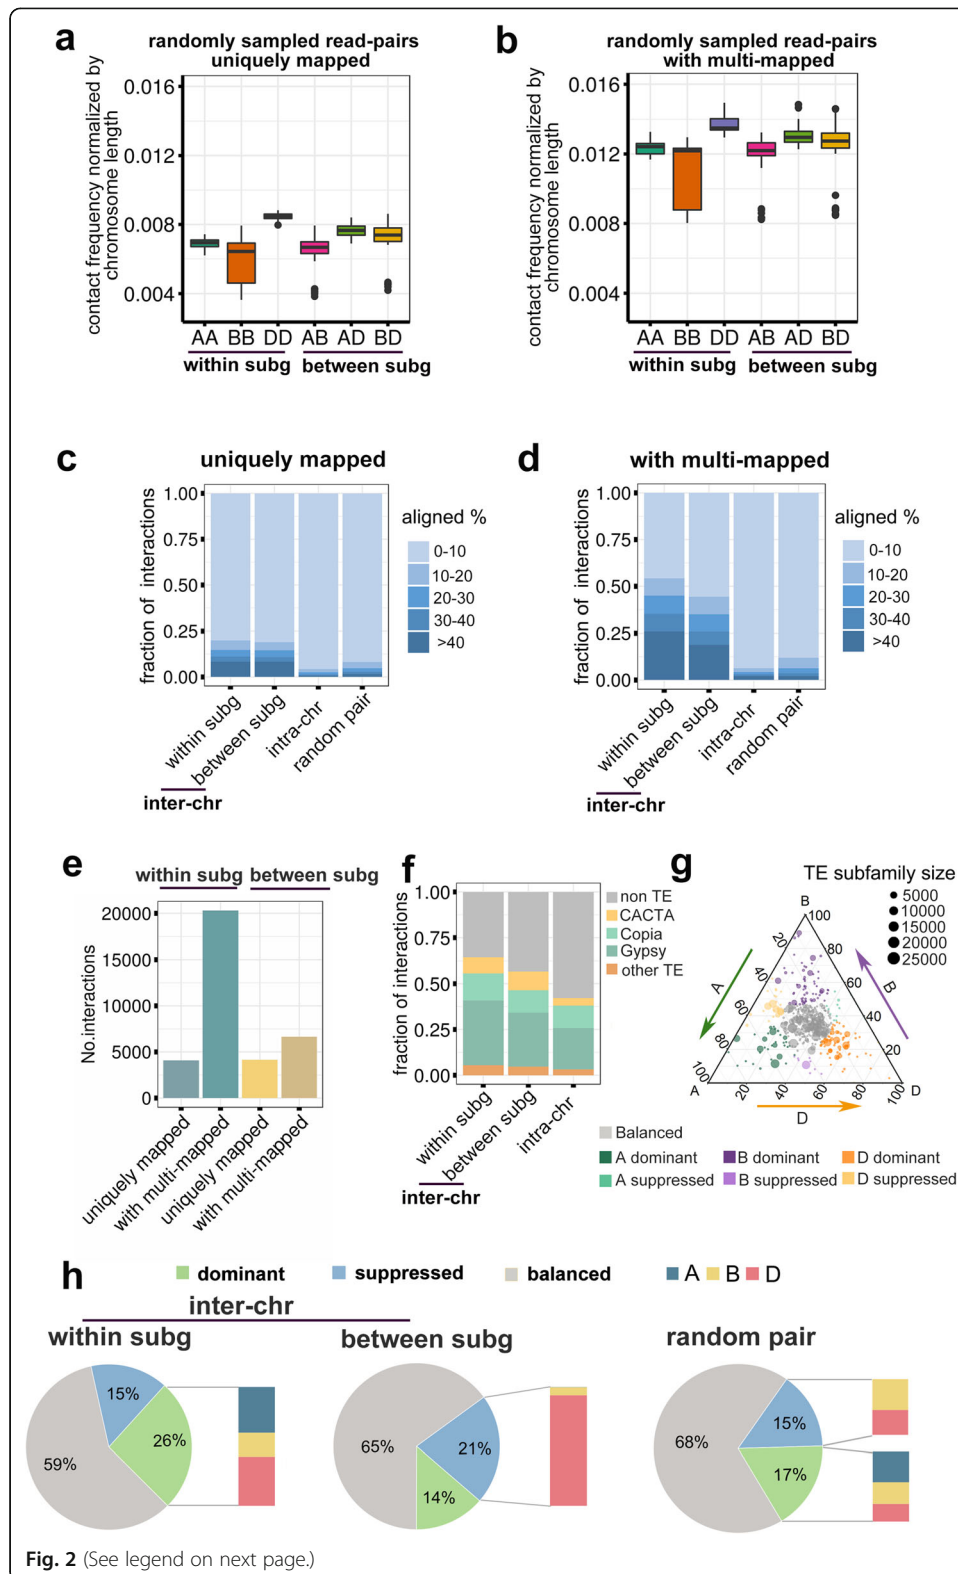 a
randomly sampled read-pairs
uniquely mapped
contact frequency normalized by
chromosome length
0.016
0.012
0.008
0.004
AA BB DD AB AD BD
within subg between subg
b
randomly sampled read-pairs
with multi-mapped
contact frequency normalized by
chromosome length
0.016
0.012
0.008
0.004
AA BB DD AB AD BD
within subg between subg
c
uniquely mapped
fraction of interactions
1.00
0.75
0.50
0.25
0.00
aligned %
0-10
10-20
20-30
30-40
>40
within subg
between subg
intra-chr
random pair
inter-chr
d
with multi-mapped
fraction of interactions
1.00
0.75
0.50
0.25
0.00
aligned %
0-10
10-20
20-30
30-40
>40
within subg
between subg
intra-chr
random pair
inter-chr
e
within subg between subg
No.interactions
20000
15000
10000
5000
0
uniquely mapped
with multi-mapped
uniquely mapped
with multi-mapped
f
fraction of interactions
1.00
0.75
0.50
0.25
0.00
non TE
CACTA
Copia
Gypsy
other TE
within subg
between subg
intra-chr
inter-chr
g
TE subfamily size
5000
10000
15000
20000
25000
B
100
20
80
40
60
A
B
60
40
80
20
100
A
20
40
60
80
100
D
D
Balanced
A dominant B dominant D dominant
A suppressed B suppressed D suppressed
h
dominant suppressed balanced A B D
inter-chr
within subg between subg random pair
15%
26%
59%
65%
21%
14%
68%
15%
17%
Fig. 2 (See legend on next page.)